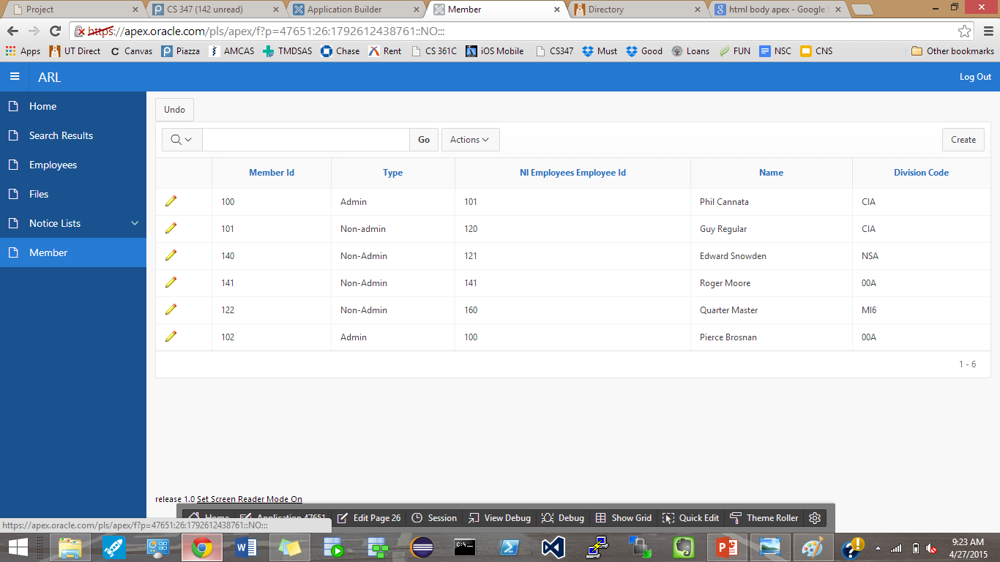 Project CS 347 (142 unread) Application Builder Member Directory html body apex - Google
https://apex.oracle.com/pls/apex/f?p=47651:26:1792612438761::NO:::
Apps UT Direct Canvas Piazza AMCAS TMDSAS Chase Rent CS 361C iOS Mobile CS347 Must Good Loans FUN NSC CNS Other bookmarks
ARL Log Out
Home
Search Results
Employees
Files
Notice Lists
Member
Undo
Go Actions Create
Member Id Type NI Employees Employee Id Name Division Code
100 Admin 101 Phil Cannata CIA
101 Non-admin 120 Guy Regular CIA
140 Non-Admin 121 Edward Snowden NSA
141 Non-Admin 141 Roger Moore 00A
122 Non-Admin 160 Quarter Master MI6
102 Admin 100 Pierce Brosnan 00A
1 - 6
release 1.0 Set Screen Reader Mode On
Home Application 47651 Edit Page 26 Session View Debug Debug Show Grid Quick Edit Theme Roller
https://apex.oracle.com/pls/apex/f?p=47651:26:1792612438761::NO:::
9:23 AM
4/27/2015